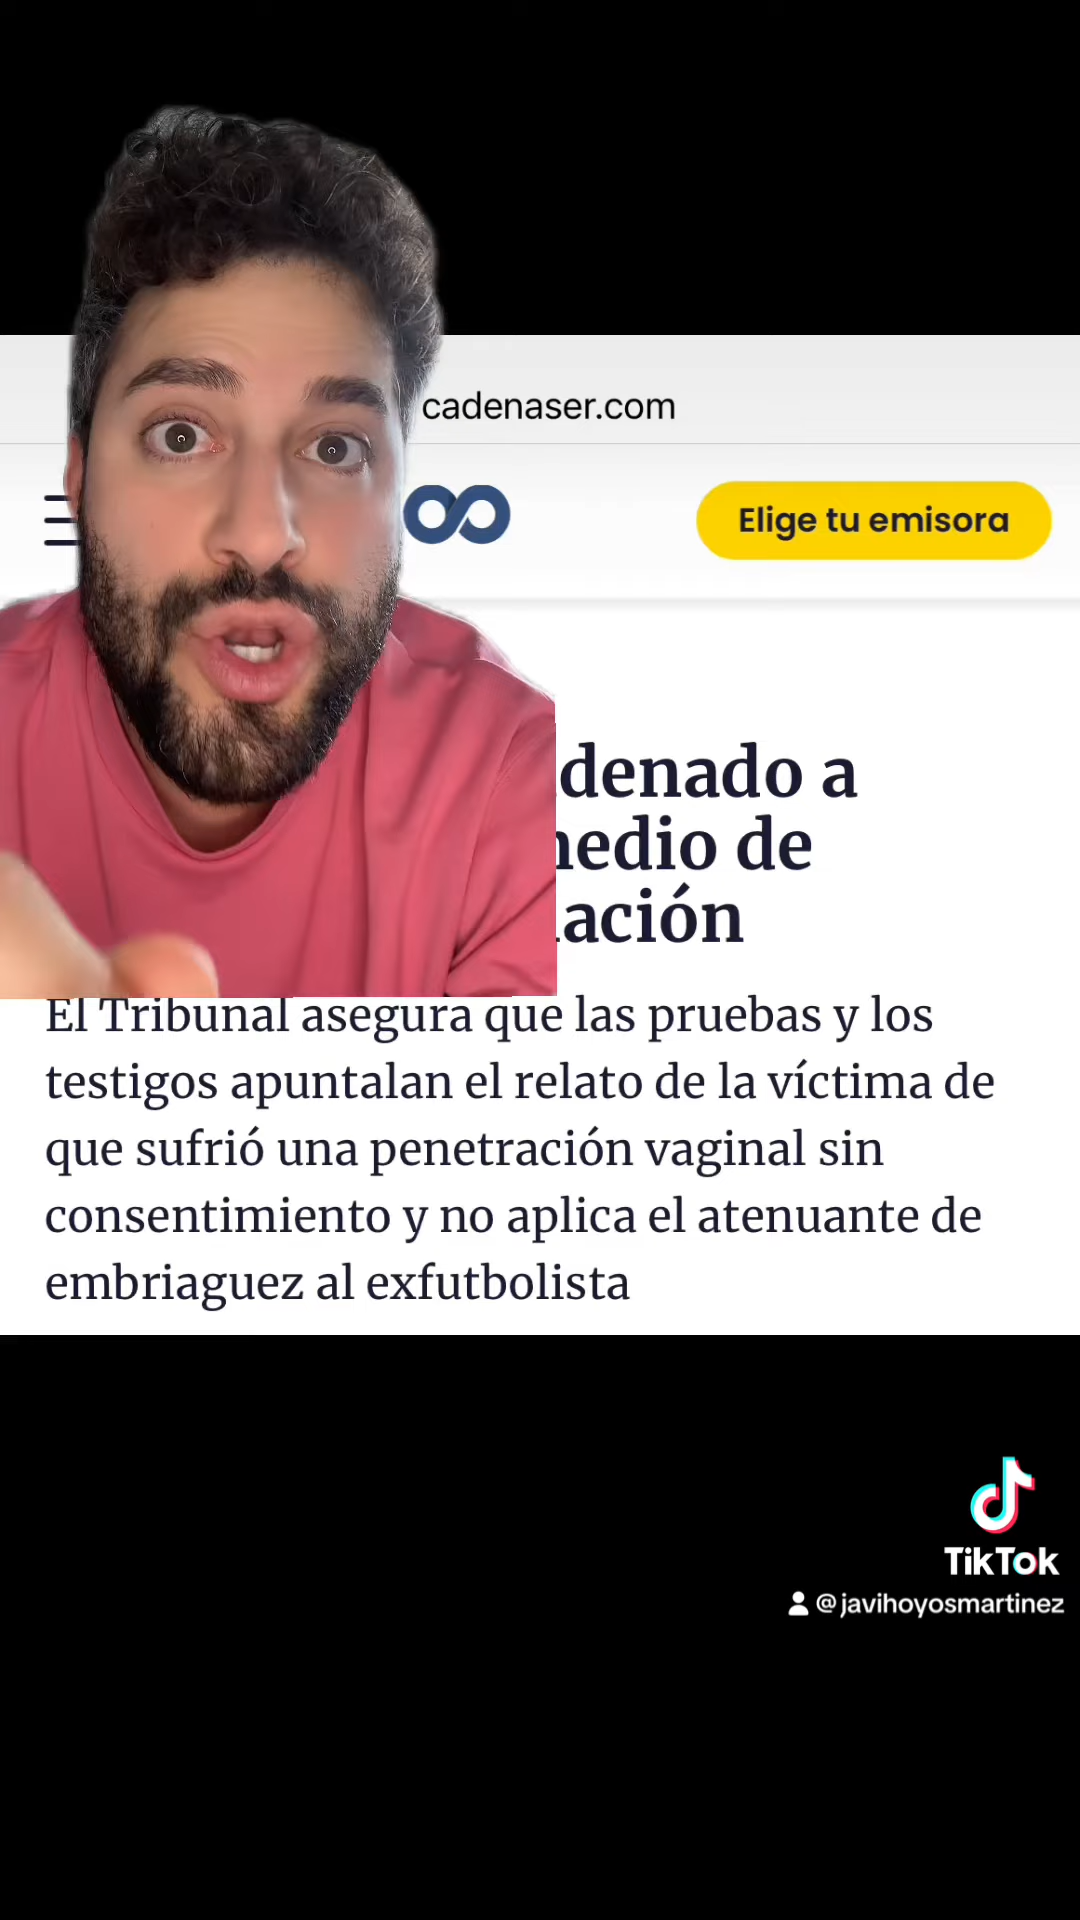 cadenaser.com
Elige tu emisora
denado a
medio de
ación
El Tribunal asegura que las pruebas y los
testigos apuntalan el relato de la víctima de
que sufrió una penetración vaginal sin
consentimiento y no aplica el atenuante de
embriaguez al exfutbolista
TikTok
@javihoyosmartinez